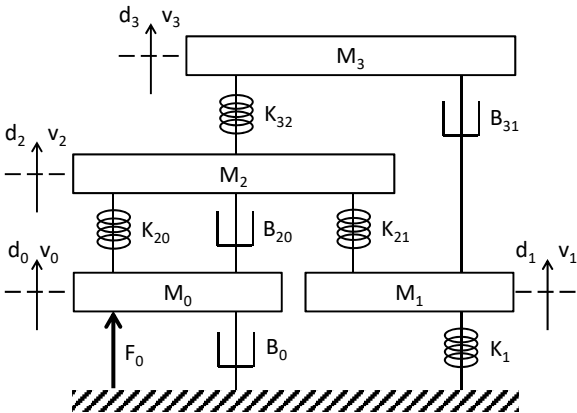 d₃ v₃
M₃
K₃₂
B₃₁
d₂ v₂
M₂
K₂₀
B₂₀
K₂₁
d₀ v₀
d₁ v₁
M₀
M₁
F₀
B₀
K₁